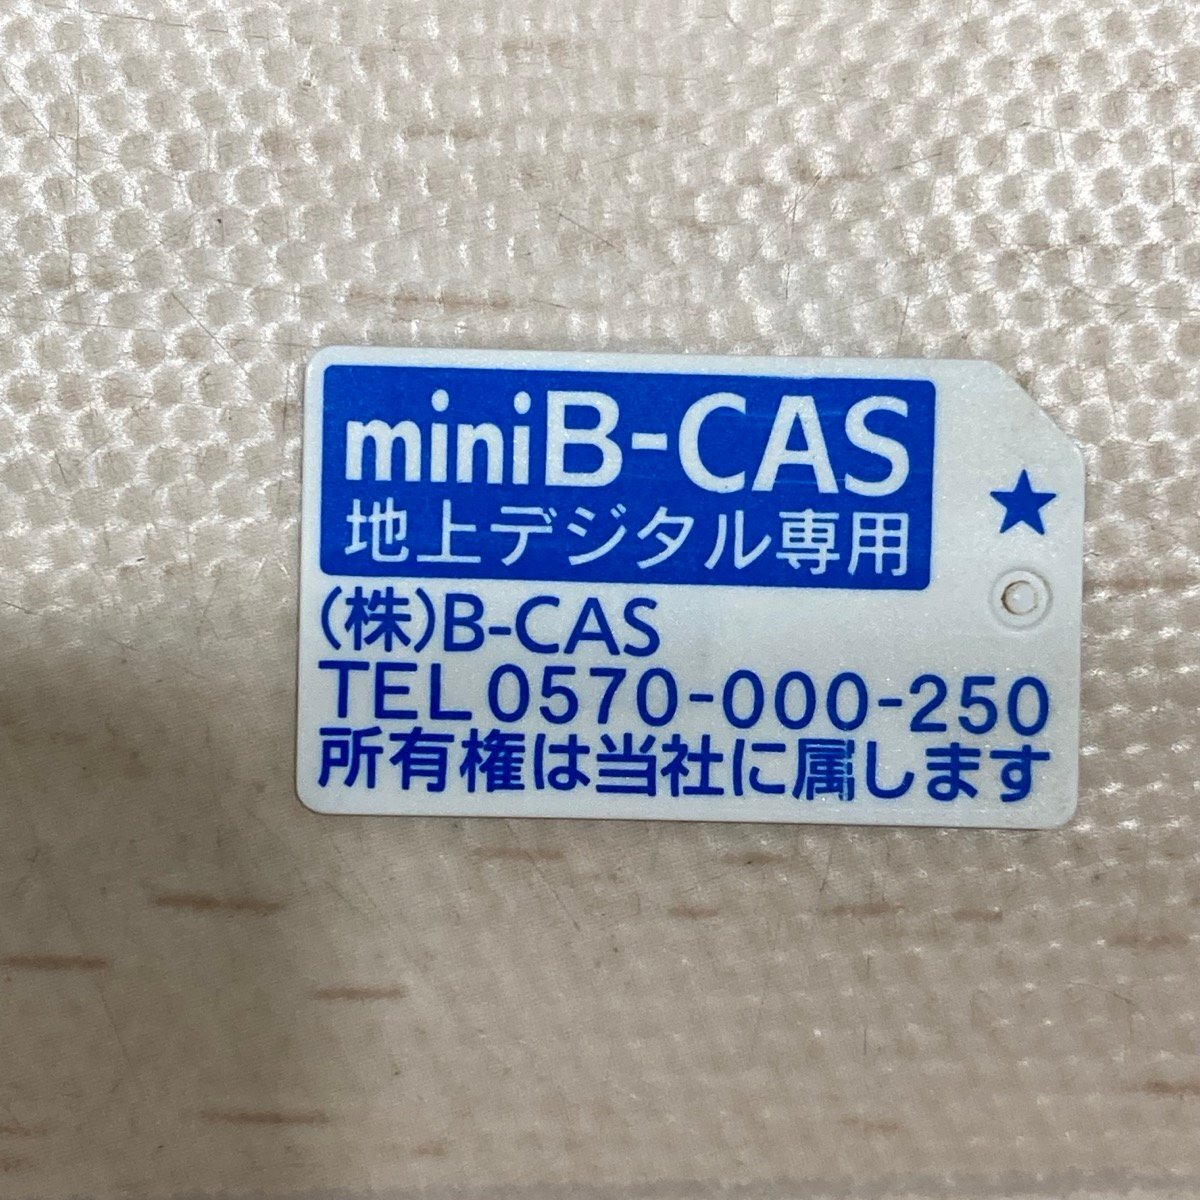 miniB-CAS
地上デジタル専用
★
(株)B-CAS
TEL0570-000-250
所有権は当社に属します